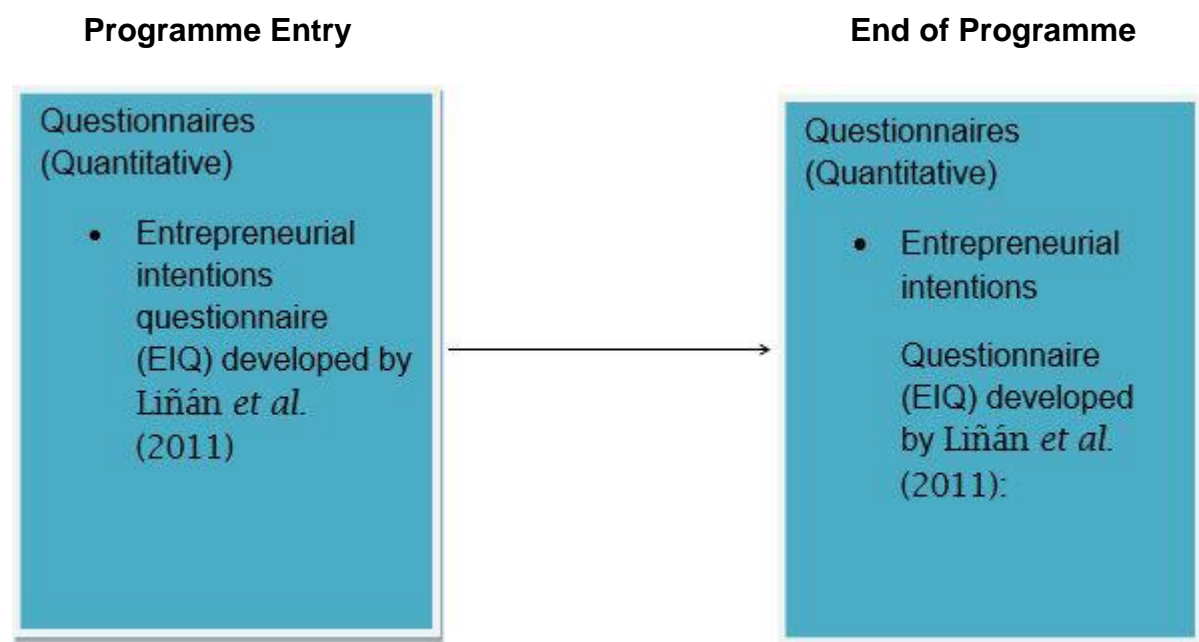 Programme Entry
End of Programme
Questionnaires
(Quantitative)
• Entrepreneurial
intentions
questionnaire
(EIQ) developed by
Liñán et al.
(2011)
Questionnaires
(Quantitative)
• Entrepreneurial
intentions
Questionnaire
(EIQ) developed
by Liñán et al.
(2011):